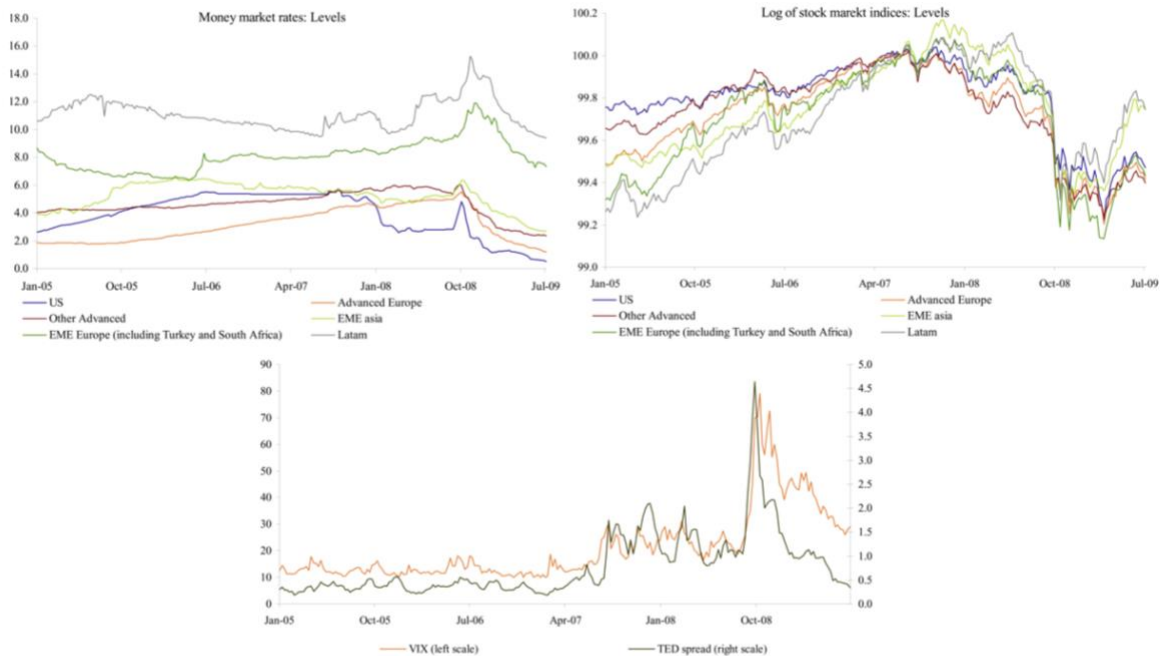 Money market rates: Levels
18.0
16.0
14.0
12.0
10.0
8.0
6.0
4.0
2.0
0.0
Jan-05 Oct-05 Jul-06 Apr-07 Jan-08 Oct-08 Jul-09
US Advanced Europe
Other Advanced EME asia
EME Europe (including Turkey and South Africa) Latam
Log of stock marekt indices: Levels
100.2
100.0
99.8
99.6
99.4
99.2
99.0
Jan-05 Oct-05 Jul-06 Apr-07 Jan-08 Oct-08 Jul-09
US Advanced Europe
Other Advanced EME asia
EME Europe (including Turkey and South Africa) Latam
90 5.0
80 4.5
70 4.0
60 3.5
50 3.0
40 2.5
30 2.0
20 1.5
10 1.0
0 0.5
0.0
Jan-05 Oct-05 Jul-06 Apr-07 Jan-08 Oct-08
VIX (left scale) TED spread (right scale)